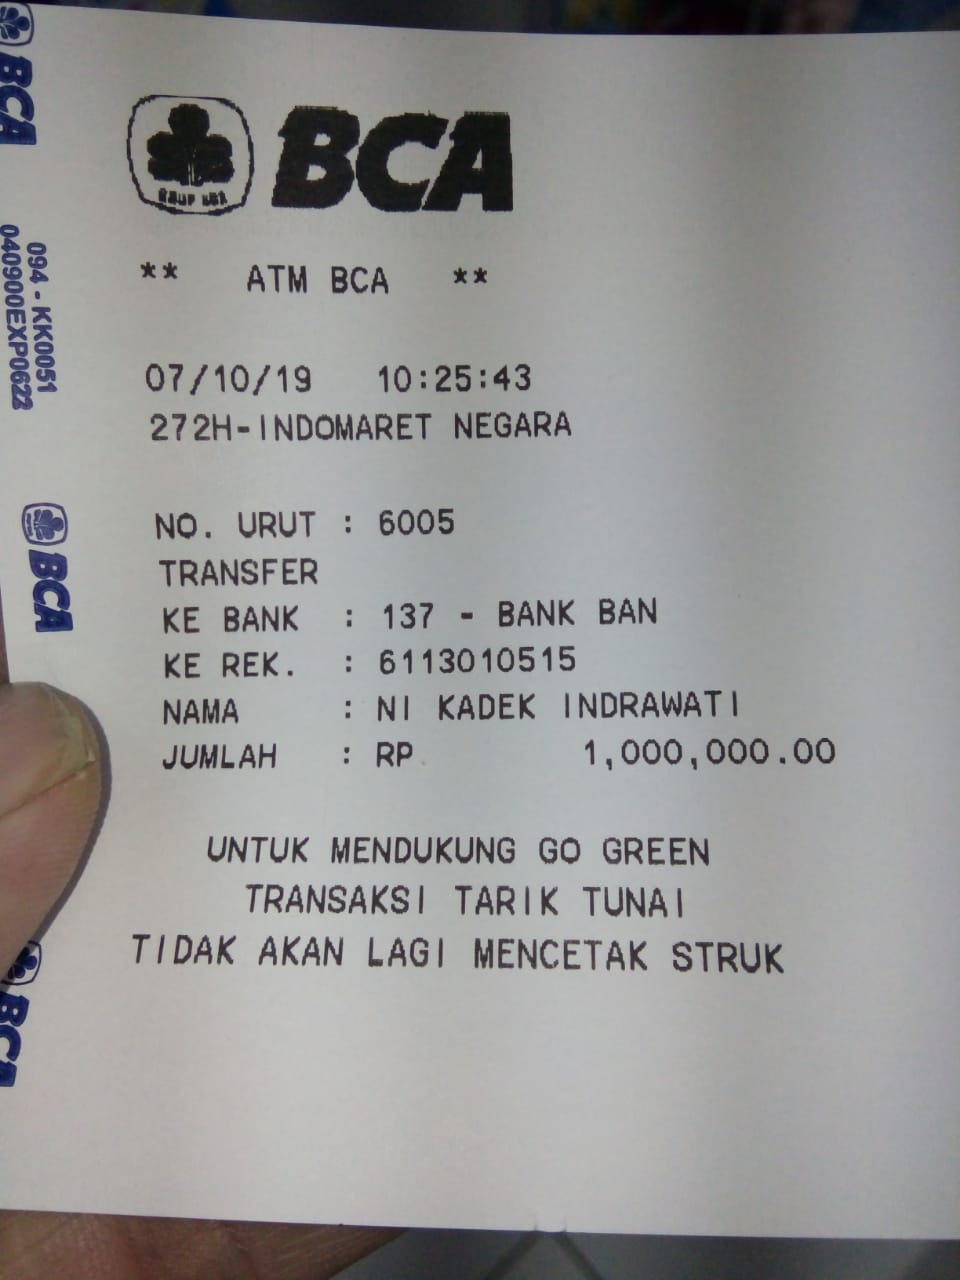 BCA
** ATM BCA **
07/10/19 10:25:43
272H-INDOMARET NEGARA
NO. URUT : 6005
TRANSFER
KE BANK : 137 - BANK BAN
KE REK. : 6113010515
NAMA : NI KADEK INDRAWATI
JUMLAH : RP 1,000,000.00
UNTUK MENDUKUNG GO GREEN
TRANSAKSI TARIK TUNAI
TIDAK AKAN LAGI MENCETAK STRUK
BCA
094 - KK0051
040900EXP0622
BCA
BCA